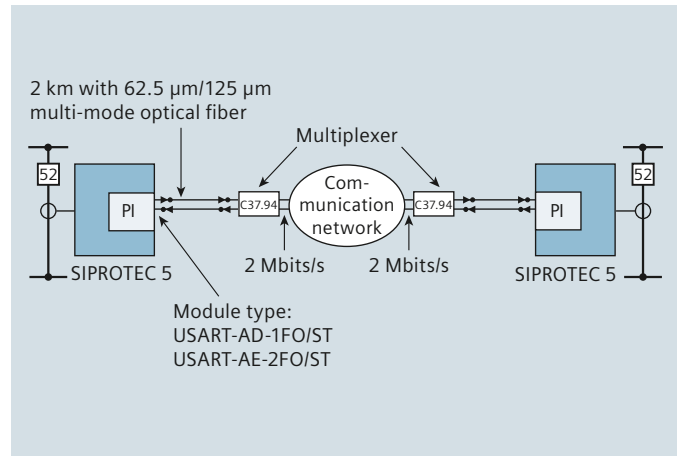 2 km with 62.5 µm/125 µm
multi-mode optical fiber
Multiplexer
52
PI
C37.94
Com-
munication
network
C37.94
PI
52
SIPROTEC 5
2 Mbits/s
2 Mbits/s
SIPROTEC 5
Module type:
USART-AD-1FO/ST
USART-AE-2FO/ST